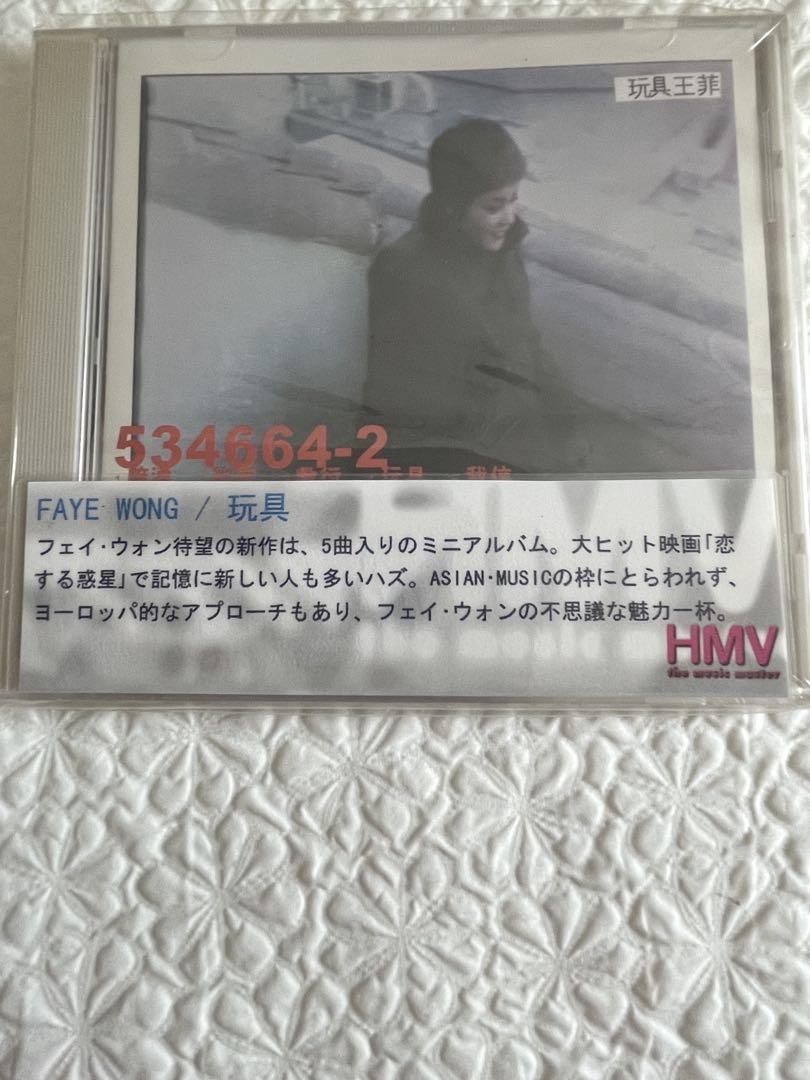 玩具王菲
534664-2
玩具
FAYE WONG / 玩具
フェイ･ウォン待望の新作は、5曲入りのミニアルバム。大ヒット映画｢恋
する惑星｣で記憶に新しい人も多いハズ。ASIAN･MUSICの枠にとらわれず、
ヨーロッパ的なアプローチもあり、フェイ･ウォンの不思議な魅力一杯。
HMV
the music master